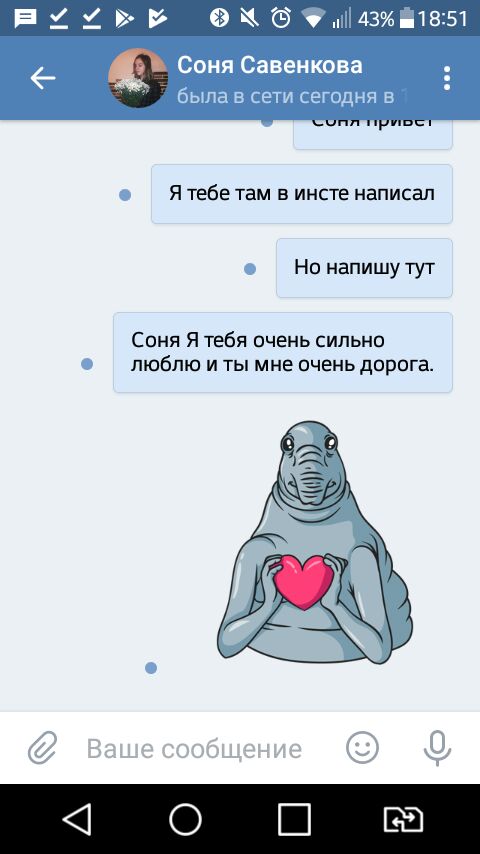 43% 18:51
Соня Савенкова
была в сети сегодня в 1
Соня привет
Я тебе там в инсте написал
Но напишу тут
Соня Я тебя очень сильно
люблю и ты мне очень дорога.
Ваше сообщение